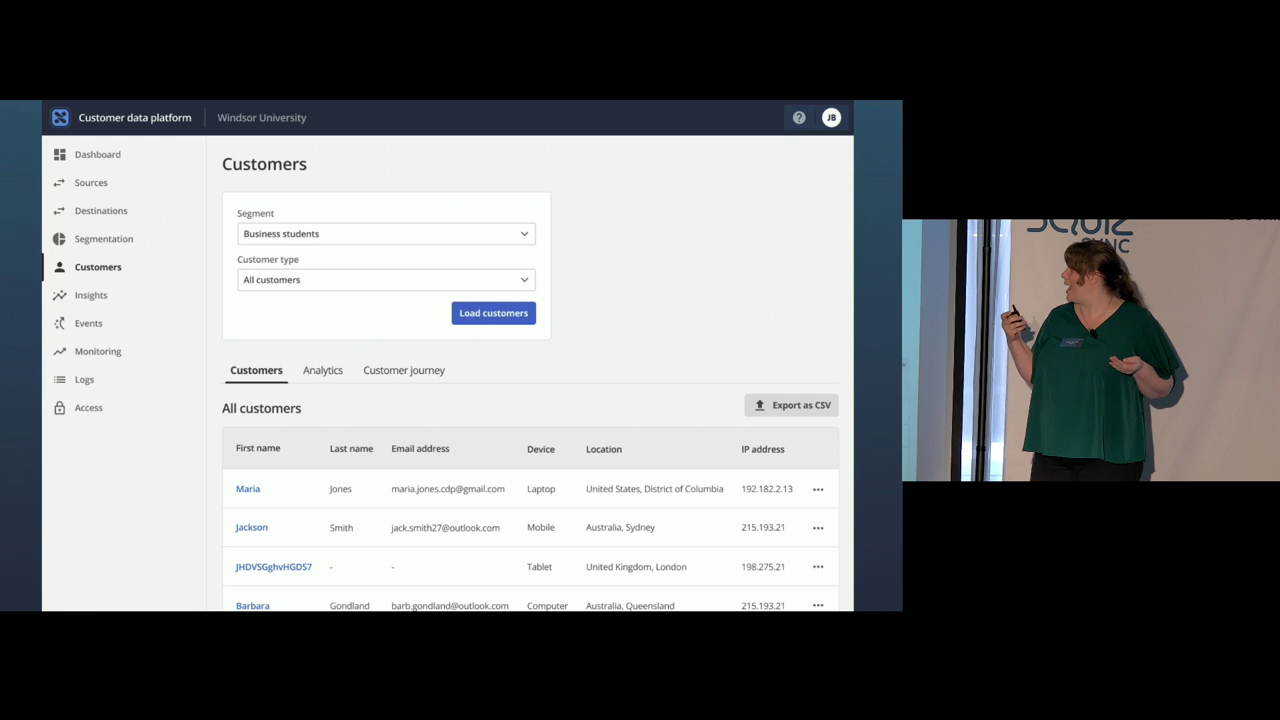 Customer data platform
Windsor University
JB
Dashboard
Sources
Destinations
Segmentation
Customers
Insights
Events
Monitoring
Logs
Access
Customers
Segment
Business students
Customer type
All customers
Load customers
Customers Analytics Customer journey
All customers
Export as CSV
First name Last name Email address Device Location IP address
Maria Jones maria.jones.cdp@gmail.com Laptop United States, District of Columbia 192.182.2.13
Jackson Smith jack.smith27@outlook.com Mobile Australia, Sydney 215.193.21
JHDVSGghvHGDS7 - - Tablet United Kingdom, London 198.275.21
Barbara Gondland barb.gondland@outlook.com Computer Australia, Queensland 215.193.21
SYNC